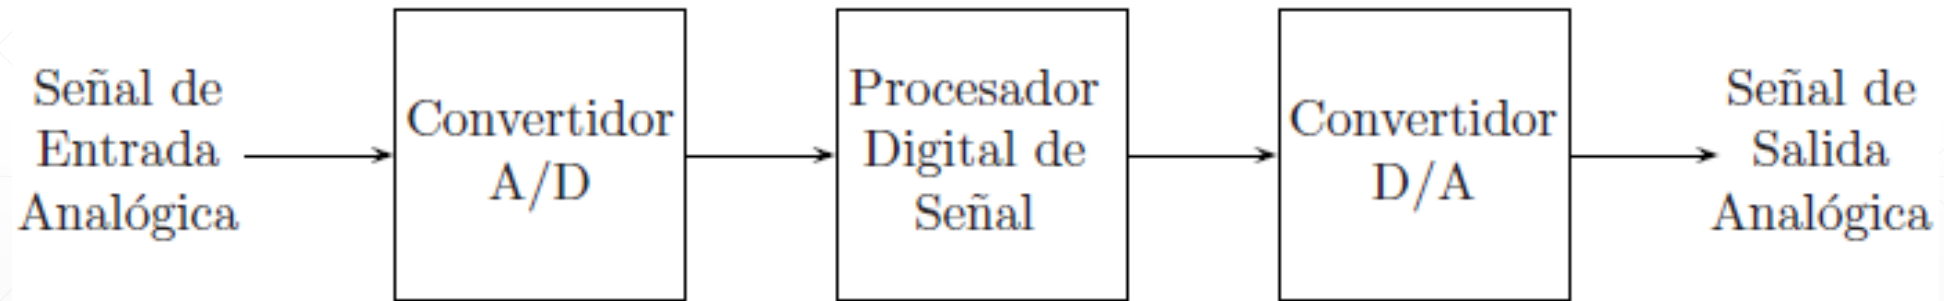 Señal de
Entrada
Analógica
Convertidor
A/D
Procesador
Digital de
Señal
Convertidor
D/A
Señal de
Salida
Analógica